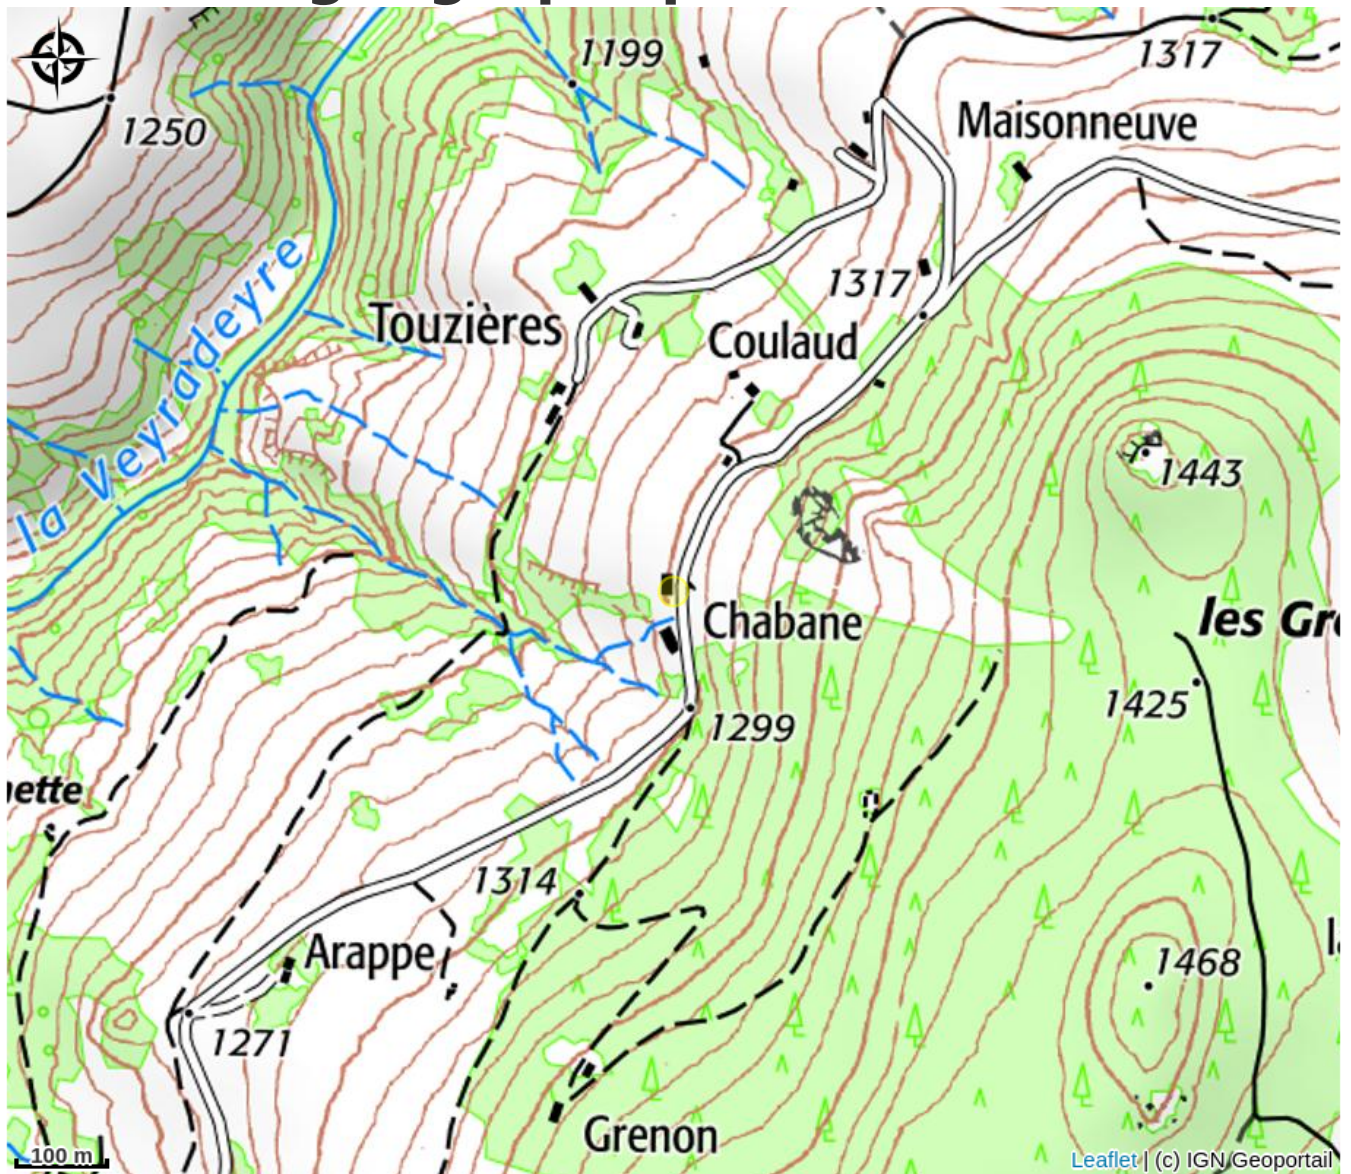 1199
1317
1250
Maisonneuve
la Veyradeyre
1317
Touzières
Coulaud
1443
Chabane
les Gr
1425
1299
ette
1314
Arappe
1468
1271
Grenon
100 m
Leaflet | (c) IGN Geoportail